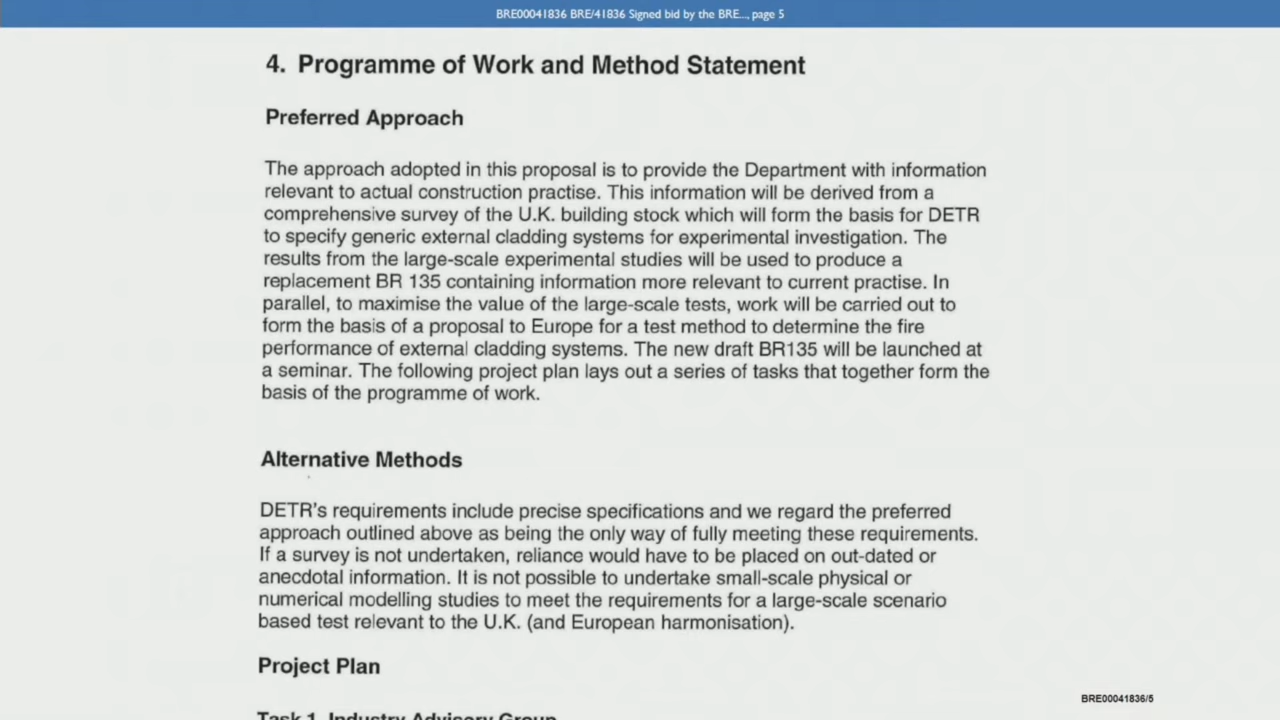 BRE00041836 BRE/41836 Signed bid by the BRE..., page 5
4. Programme of Work and Method Statement
Preferred Approach
The approach adopted in this proposal is to provide the Department with information
relevant to actual construction practise. This information will be derived from a
comprehensive survey of the U.K. building stock which will form the basis for DETR
to specify generic external cladding systems for experimental investigation. The
results from the large-scale experimental studies will be used to produce a
replacement BR 135 containing information more relevant to current practise. In
parallel, to maximise the value of the large-scale tests, work will be carried out to
form the basis of a proposal to Europe for a test method to determine the fire
performance of external cladding systems. The new draft BR135 will be launched at
a seminar. The following project plan lays out a series of tasks that together form the
basis of the programme of work.
Alternative Methods
DETR's requirements include precise specifications and we regard the preferred
approach outlined above as being the only way of fully meeting these requirements.
If a survey is not undertaken, reliance would have to be placed on out-dated or
anecdotal information. It is not possible to undertake small-scale physical or
numerical modelling studies to meet the requirements for a large-scale scenario
based test relevant to the U.K. (and European harmonisation).
Project Plan
BRE00041836/5
Task 1. Industry Advisory Group